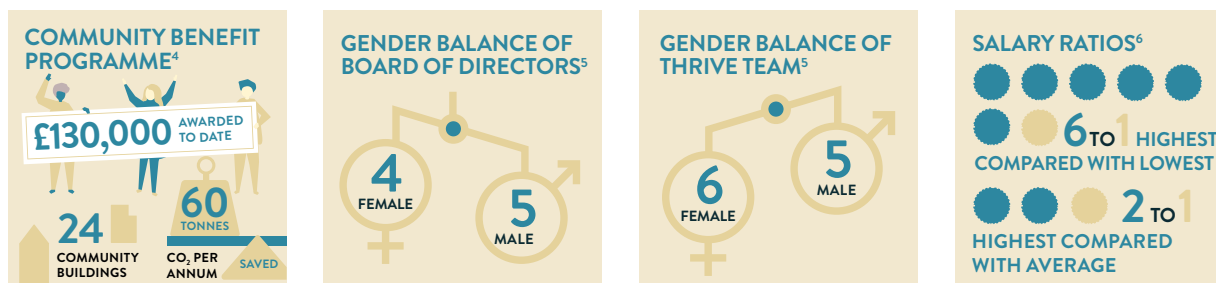 COMMUNITY BENEFIT
PROGRAMME⁴
£130,000 AWARDED
TO DATE
24
COMMUNITY
BUILDINGS
60
TONNES
CO₂ PER
ANNUM
SAVED
GENDER BALANCE OF
BOARD OF DIRECTORS⁵
4
FEMALE
5
MALE
GENDER BALANCE OF
THRIVE TEAM⁵
6
FEMALE
5
MALE
SALARY RATIOS⁶
6 TO 1 HIGHEST
COMPARED WITH LOWEST
2 TO 1
HIGHEST COMPARED
WITH AVERAGE